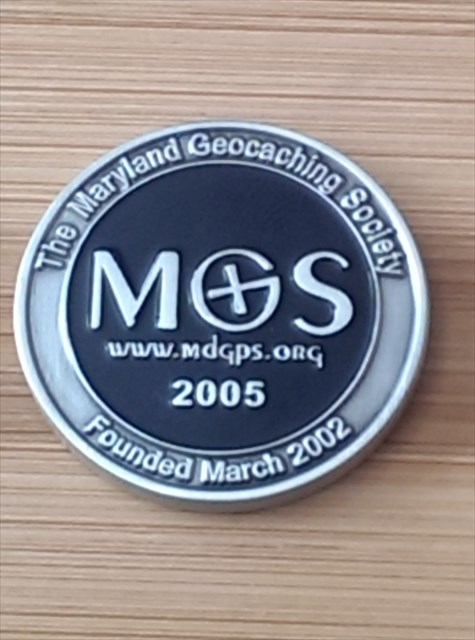 The Maryland Geocaching Society
MGS
www.mdgps.org
2005
Founded March 2002